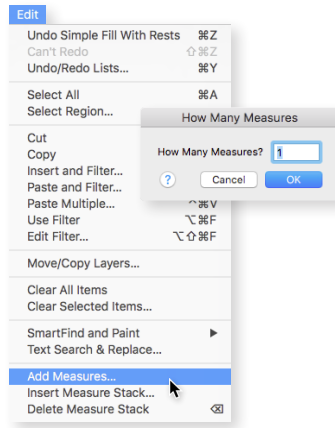 Edit
Undo Simple Fill With Rests ⌘Z
Can't Redo ⇧⌘Z
Undo/Redo Lists... ⌘Y
Select All ⌘A
Select Region...
Cut
Copy
Insert and Filter...
Paste and Filter...
Paste Multiple... ⌃⌘V
Use Filter ⌥⌘F
Edit Filter... ⌥⇧⌘F
Move/Copy Layers...
Clear All Items
Clear Selected Items...
SmartFind and Paint ▶
Text Search & Replace...
Add Measures...
Insert Measure Stack...
Delete Measure Stack ⌫
How Many Measures
How Many Measures? 1
? Cancel OK